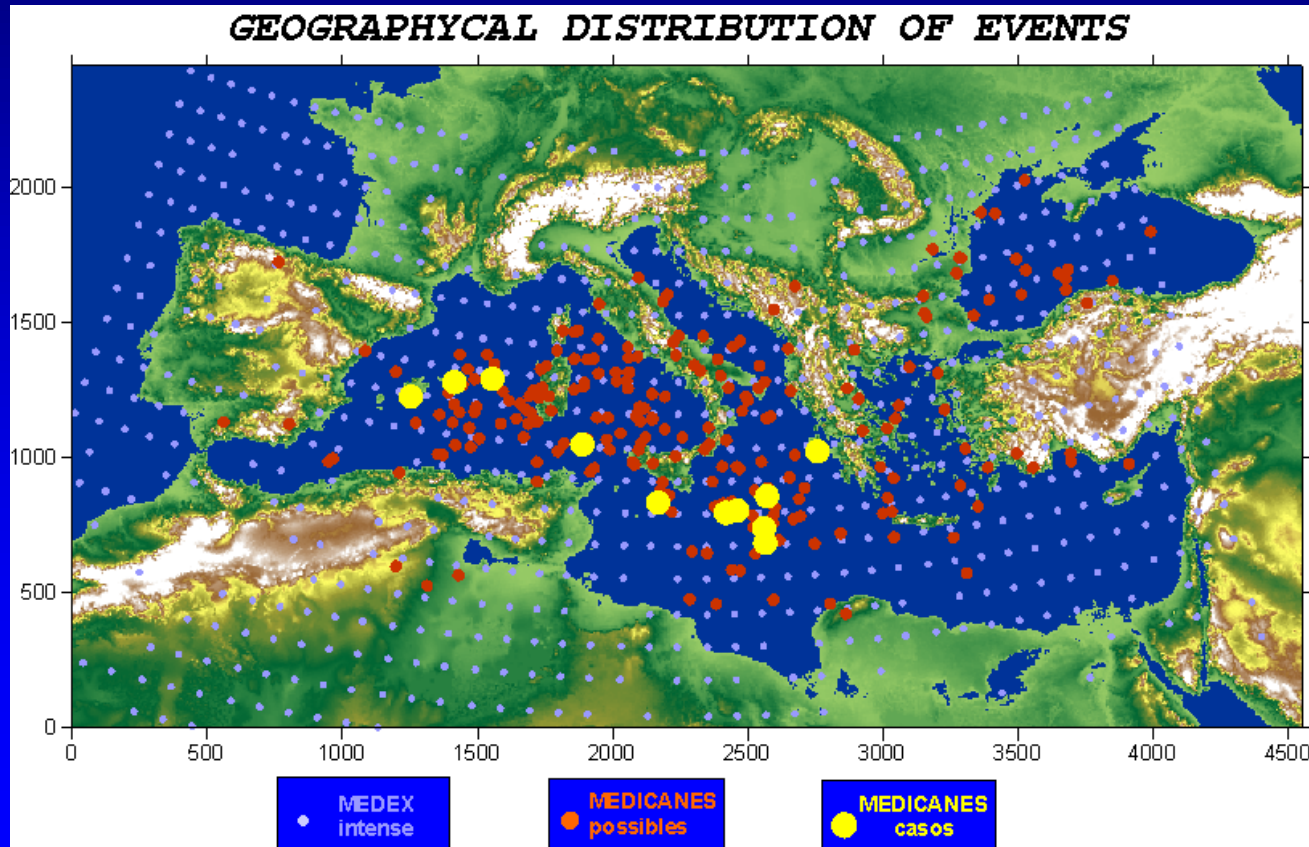 GEOGRAPHYCAL DISTRIBUTION OF EVENTS
2000
1500
1000
500
0
0 500 1000 1500 2000 2500 3000 3500 4000 4500
MEDEX
intense
MEDICANES
possibles
MEDICANES
casos